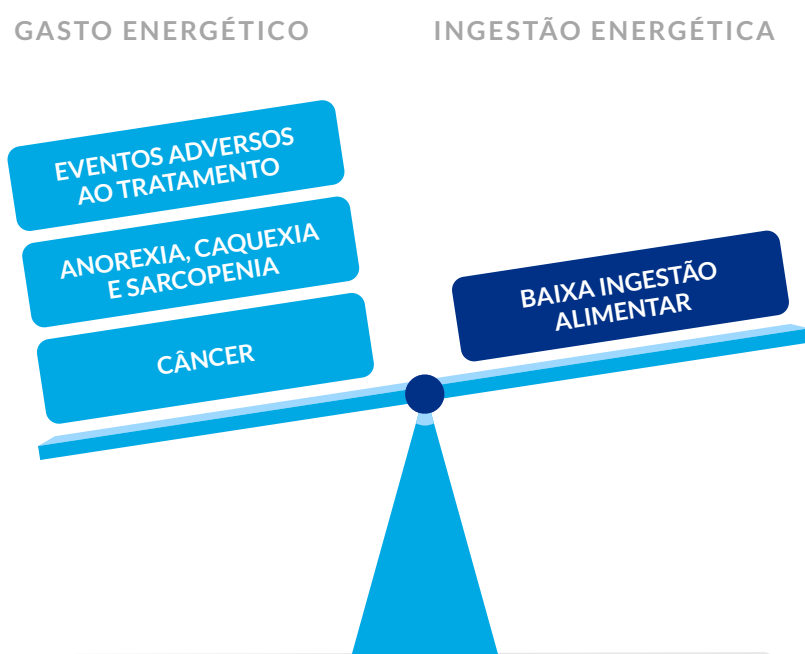 GASTO ENERGÉTICO
INGESTÃO ENERGÉTICA
EVENTOS ADVERSOS
AO TRATAMENTO
ANOREXIA, CAQUEXIA
E SARCOPENIA
CÂNCER
BAIXA INGESTÃO
ALIMENTAR